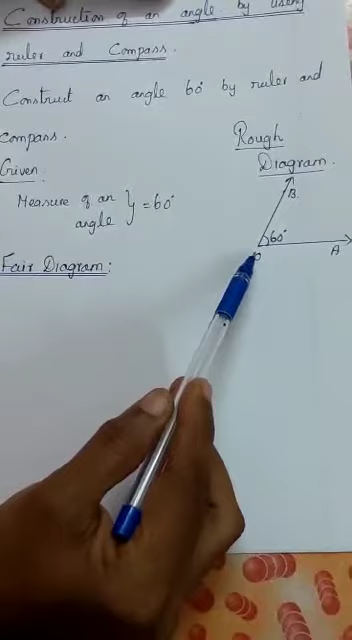 Construction of an angle by using
ruler and Compass.
Construct an angle 60° by ruler and
compass.
Rough
Diagram.
Given
Measure of an
angle } = 60°
B
60°
A
O
Fair Diagram: